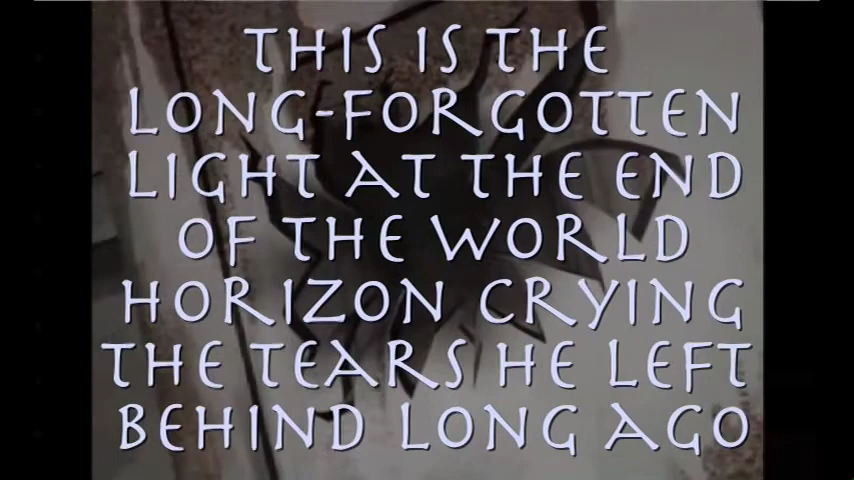 THIS IS THE
LONG-FORGOTTEN
LIGHT AT THE END
OF THE WORLD
HORIZON CRYING
THE TEARS HE LEFT
BEHIND LONG AGO